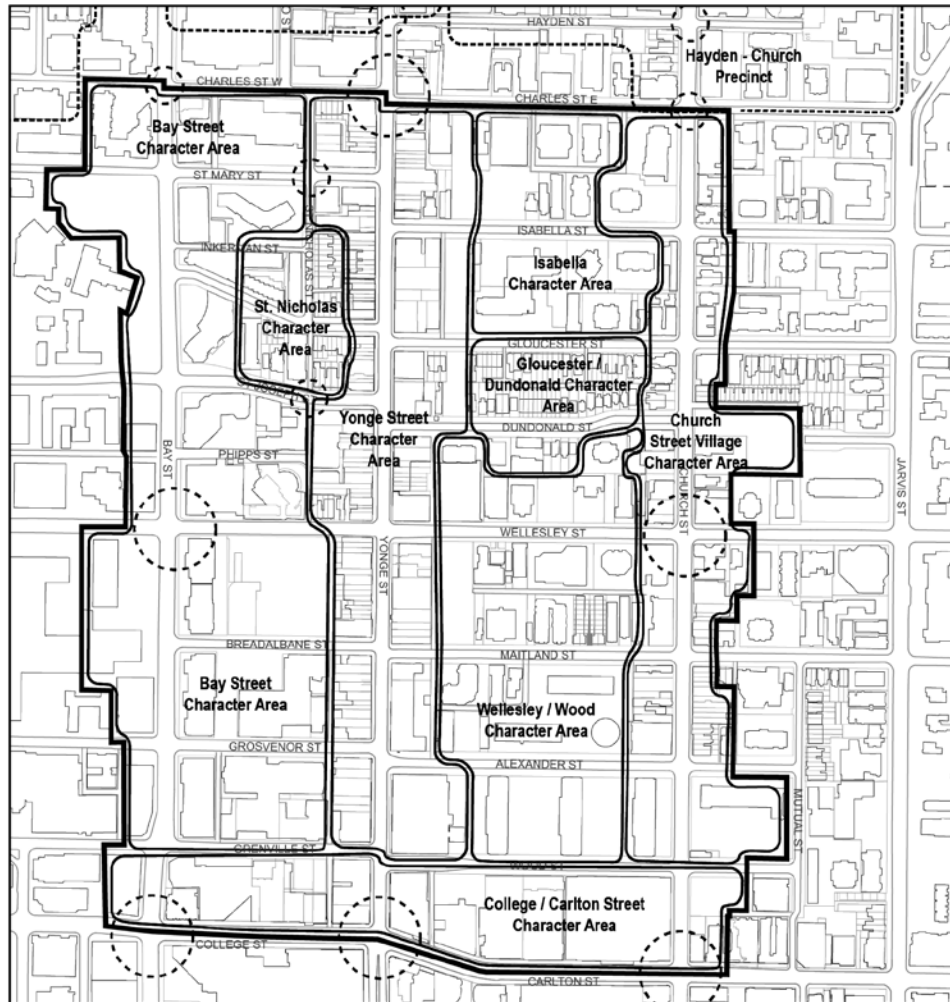 HAYDEN ST
Hayden - Church
Precinct
CHARLES ST W
CHARLES ST E
Bay Street
Character Area
ST MARY ST
ISABELLA ST
INKERMAN ST
Isabella
Character Area
St. Nicholas
Character
Area
GLOUCESTER ST
Gloucester /
Dundonald Character
Area
Yonge Street
Character
Area
DUNDONALD ST
Church
Street Village
Character Area
PHIPPS ST
BAY ST
CHURCH ST
JARVIS ST
WELLESLEY ST
YONGE ST
BREADALBANE ST
MAITLAND ST
Bay Street
Character Area
Wellesley / Wood
Character Area
GROSVENOR ST
ALEXANDER ST
MUTUAL ST
GRENVILLE ST
WOOD ST
College / Carlton Street
Character Area
COLLEGE ST
CARLTON ST